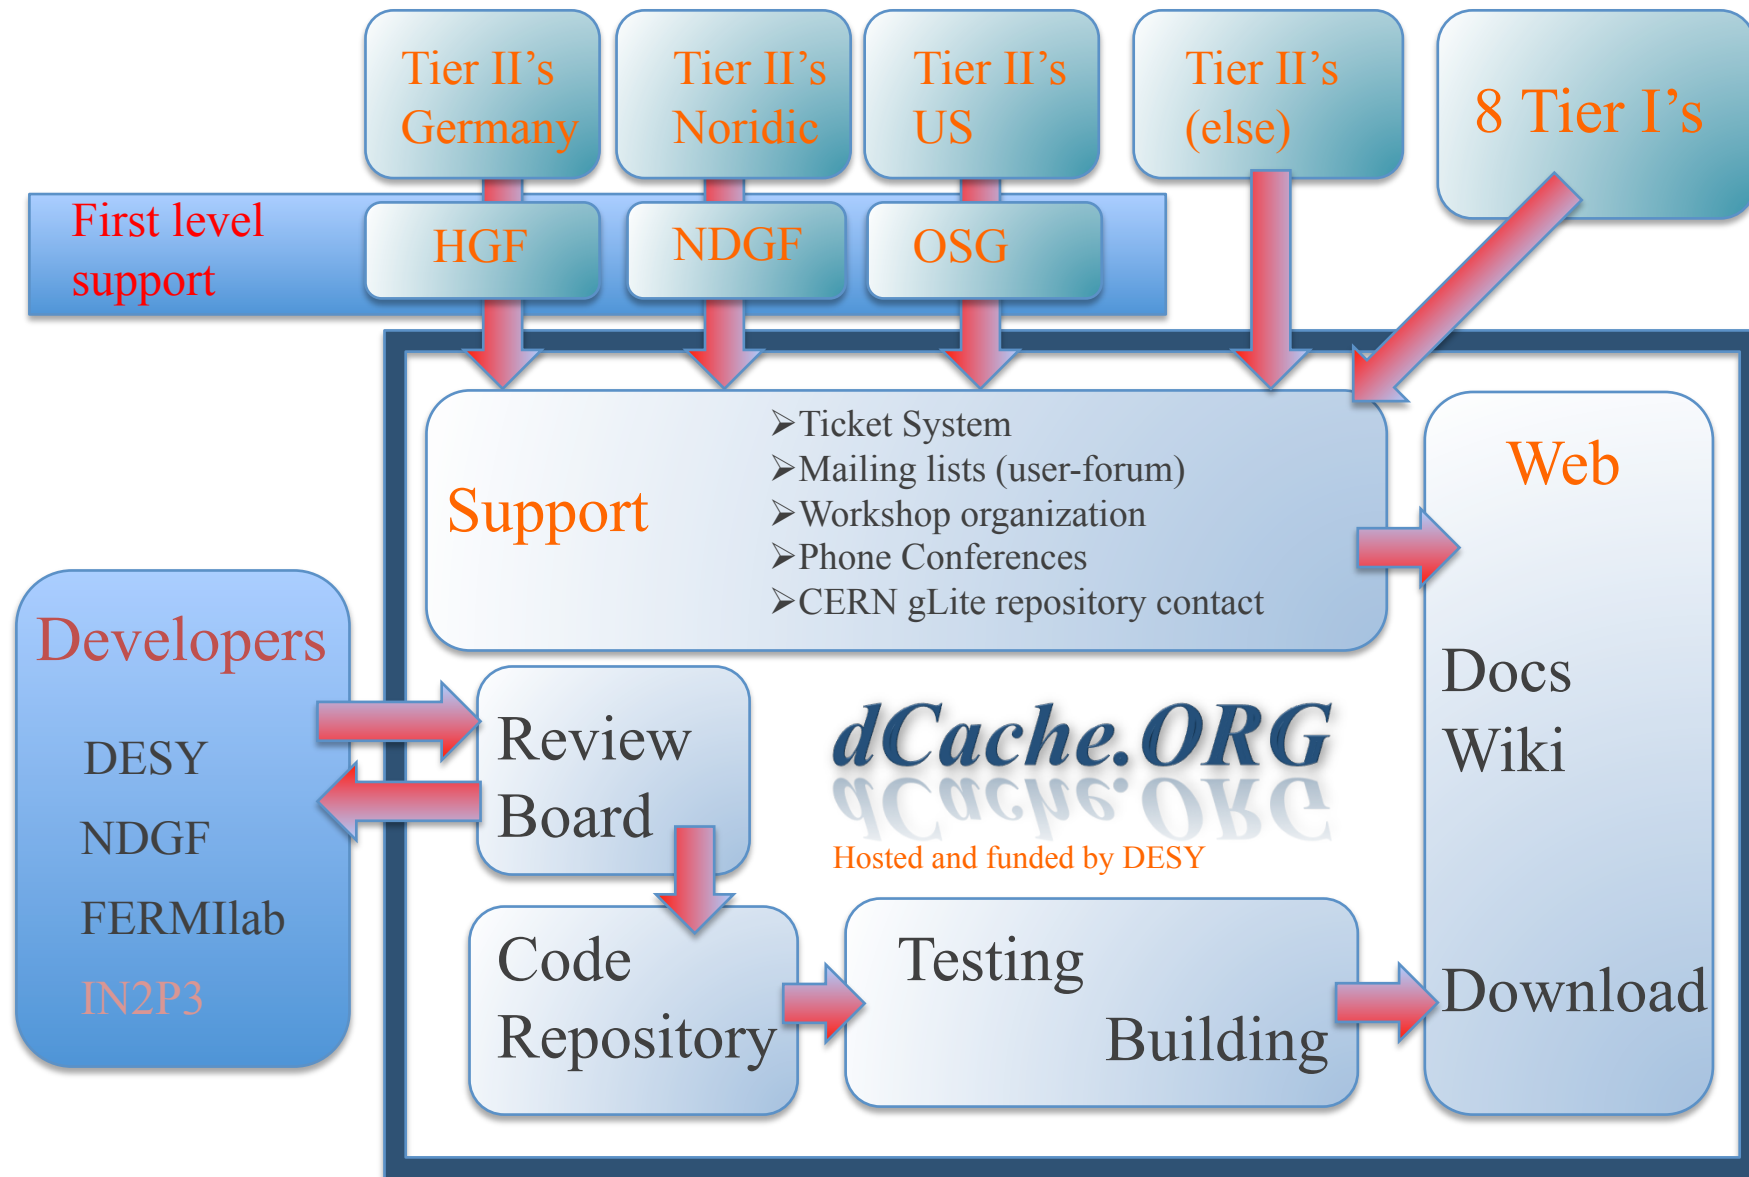 Tier II’s
Germany
Tier II’s
Noridic
Tier II’s
US
Tier II’s
(else)
8 Tier I’s
First level
support
HGF
NDGF
OSG
Support
➢Ticket System
➢Mailing lists (user-forum)
➢Workshop organization
➢Phone Conferences
➢CERN gLite repository contact
Web
Docs
Wiki
Download
Developers
DESY
NDGF
FERMIlab
IN2P3
Review
Board
dCache.ORG
Hosted and funded by DESY
Code
Repository
Testing
Building